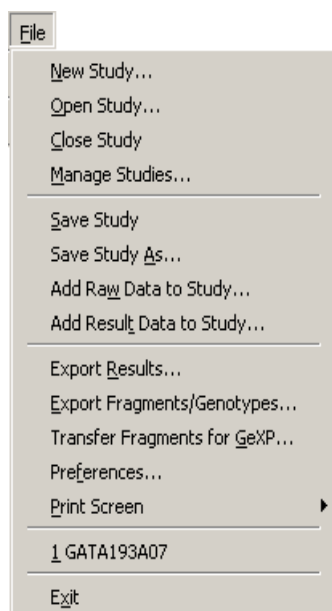 File
New Study...
Open Study...
Close Study
Manage Studies...
Save Study
Save Study As...
Add Raw Data to Study...
Add Result Data to Study...
Export Results...
Export Fragments/Genotypes...
Transfer Fragments for GeXP...
Preferences...
Print Screen
1 GATA193A07
Exit